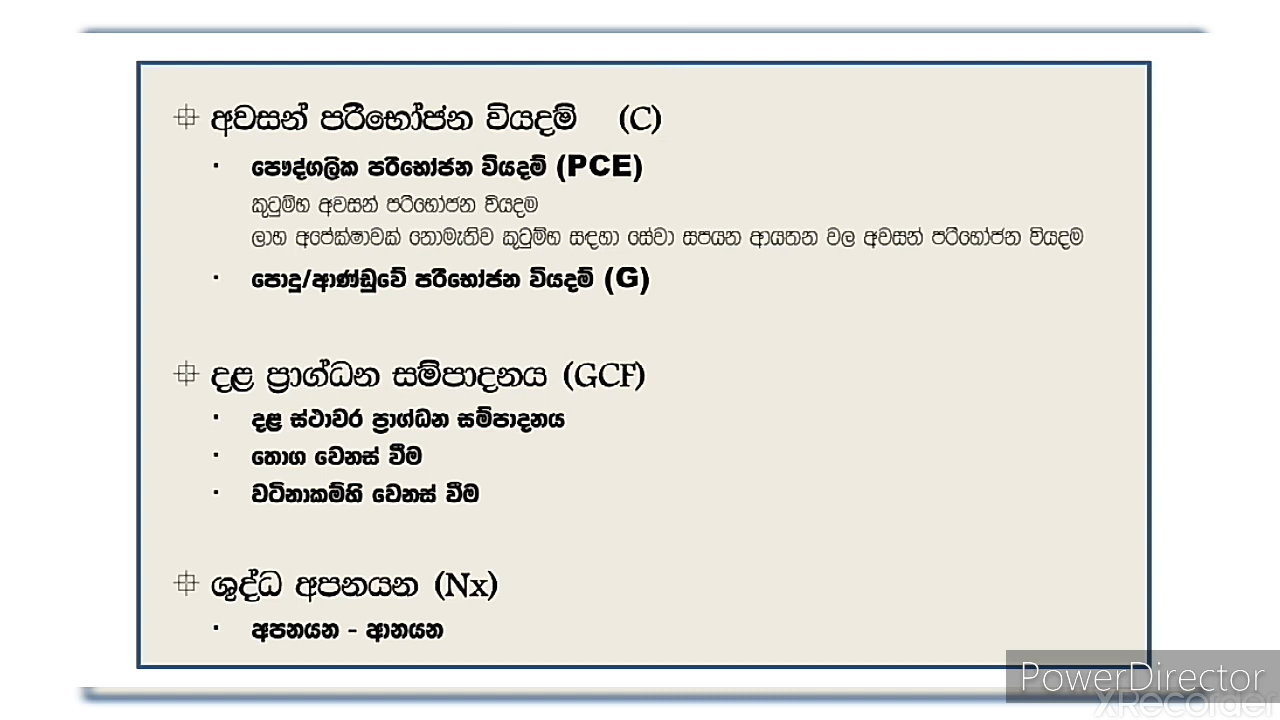 අවසන් පරිභෝජන වියදම් (C)
පෞද්ගලික පරිභෝජන වියදම් (PCE)
කුටුම්භ අවසන් පරිභෝජන වියදම
ලාභ අපේක්ෂාවක් නොමැතිව කුටුම්භ සඳහා සේවා සපයන ආයතන වල අවසන් පරිභෝජන වියදම
පොදු/ආණ්ඩුවේ පරිභෝජන වියදම් (G)
දළ ප්‍රාග්ධන සම්පාදනය (GCF)
දළ ස්ථාවර ප්‍රාග්ධන සම්පාදනය
තොග වෙනස් වීම
වටිනාකම්හි වෙනස් වීම
ශුද්ධ අපනයන (Nx)
අපනයන - ආනයන
PowerDirector
XRecorder